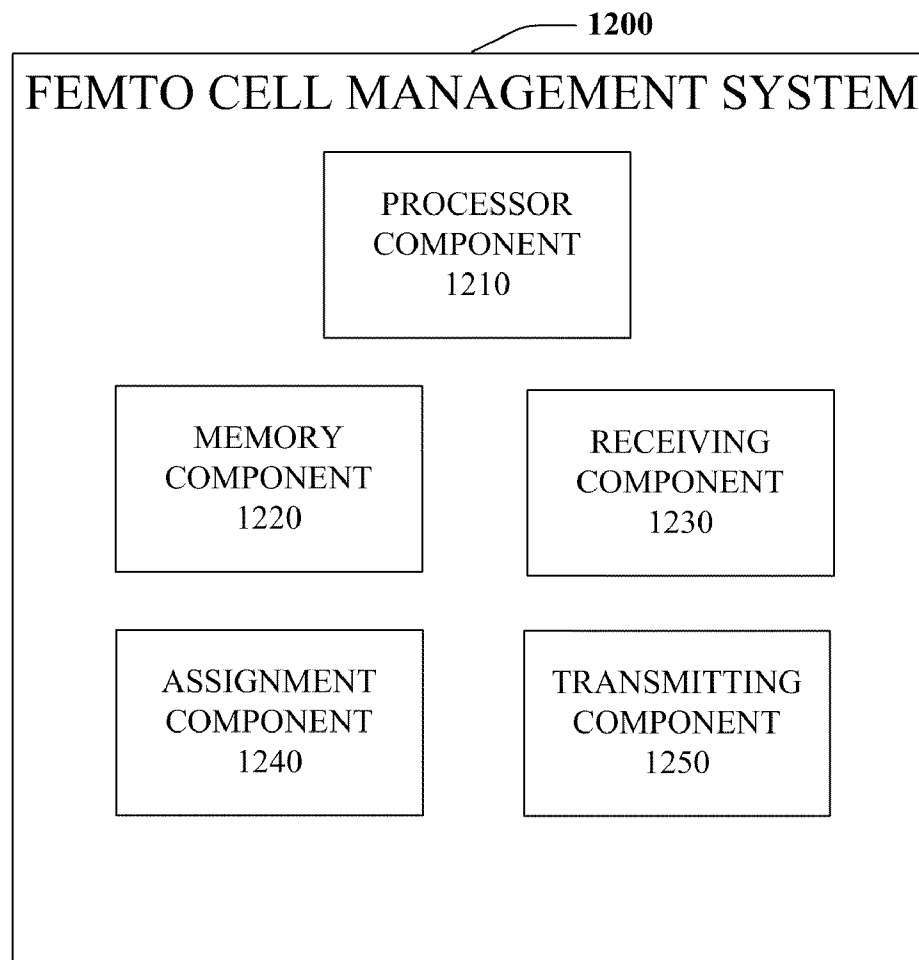 1200
FEMTO CELL MANAGEMENT SYSTEM
PROCESSOR
COMPONENT
1210
MEMORY
COMPONENT
1220
RECEIVING
COMPONENT
1230
ASSIGNMENT
COMPONENT
1240
TRANSMITTING
COMPONENT
1250